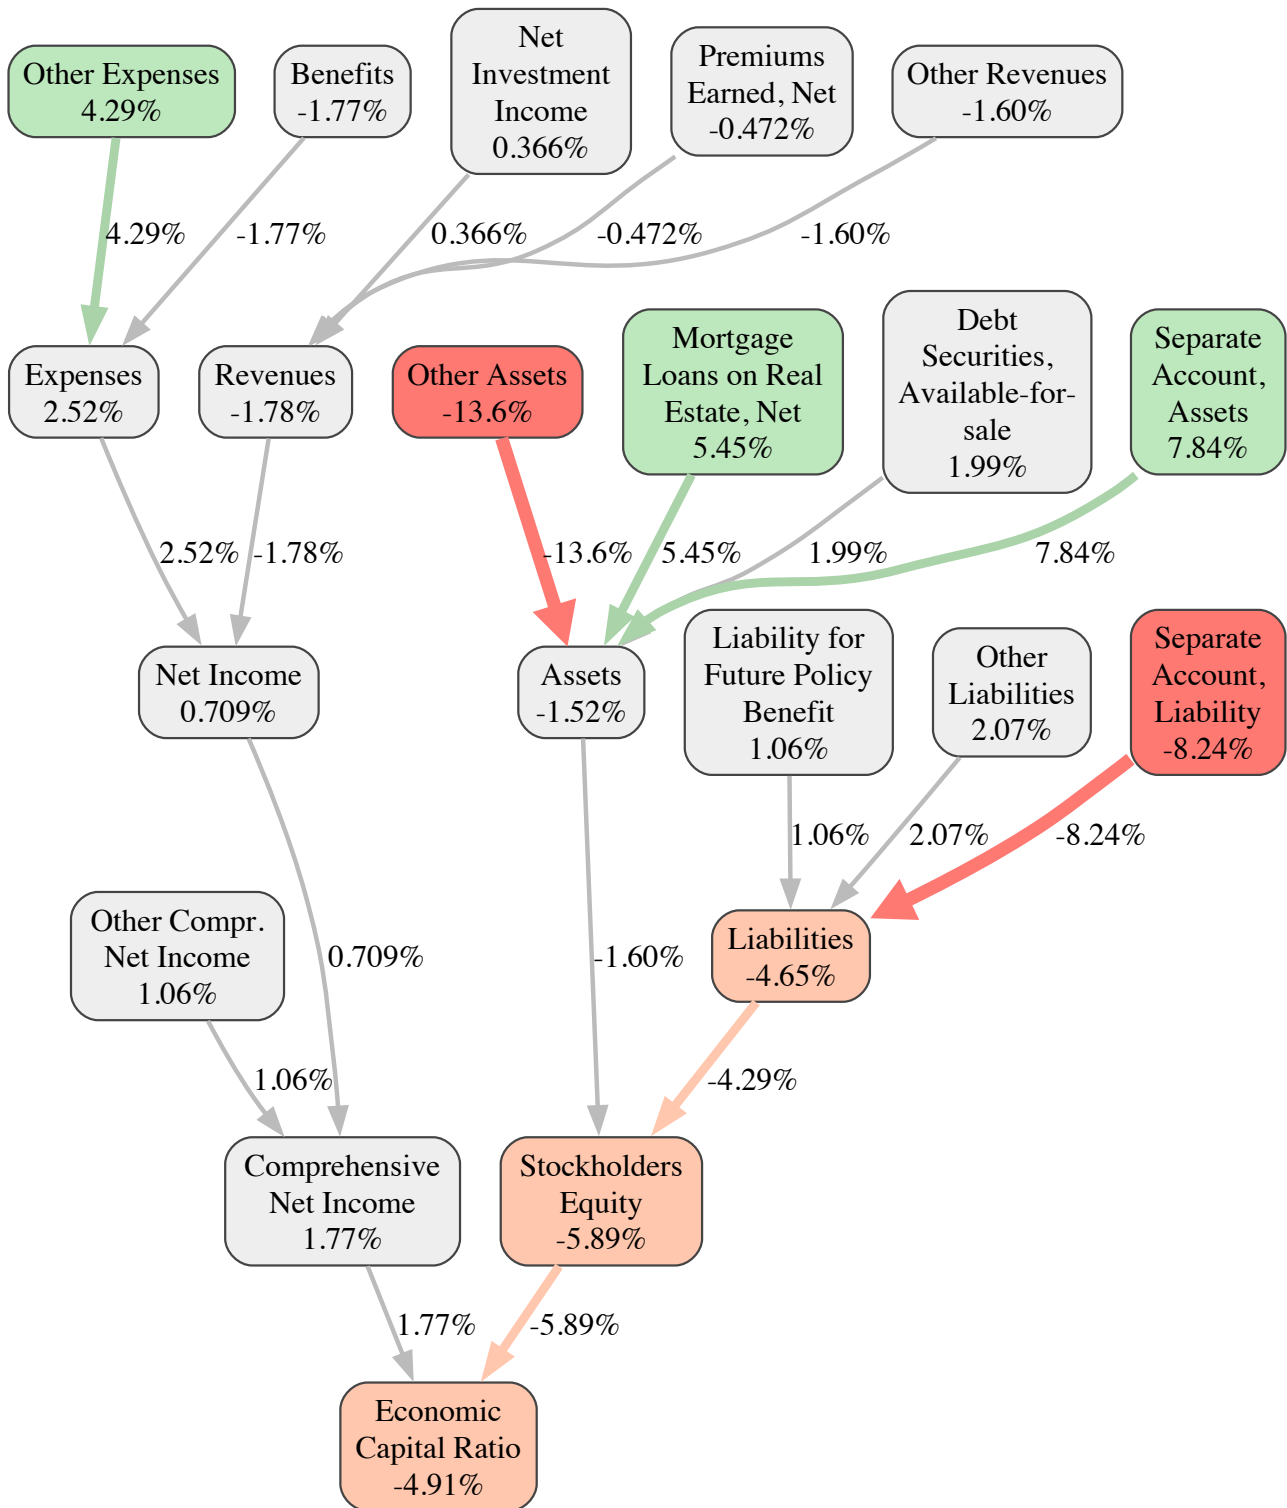 Other Expenses
4.29%
Benefits
-1.77%
Net
Investment
Income
0.366%
Premiums
Earned, Net
-0.472%
Other Revenues
-1.60%
4.29%
-1.77%
0.366%
-0.472%
-1.60%
Expenses
2.52%
Revenues
-1.78%
Other Assets
-13.6%
Mortgage
Loans on Real
Estate, Net
5.45%
Debt
Securities,
Available-for-
sale
1.99%
Separate
Account,
Assets
7.84%
2.52%
-1.78%
-13.6%
5.45%
1.99%
7.84%
Net Income
0.709%
Assets
-1.52%
Liability for
Future Policy
Benefit
1.06%
Other
Liabilities
2.07%
Separate
Account,
Liability
-8.24%
1.06%
2.07%
-8.24%
Other Compr.
Net Income
1.06%
0.709%
-1.60%
Liabilities
-4.65%
1.06%
-4.29%
Comprehensive
Net Income
1.77%
Stockholders
Equity
-5.89%
1.77%
-5.89%
Economic
Capital Ratio
-4.91%